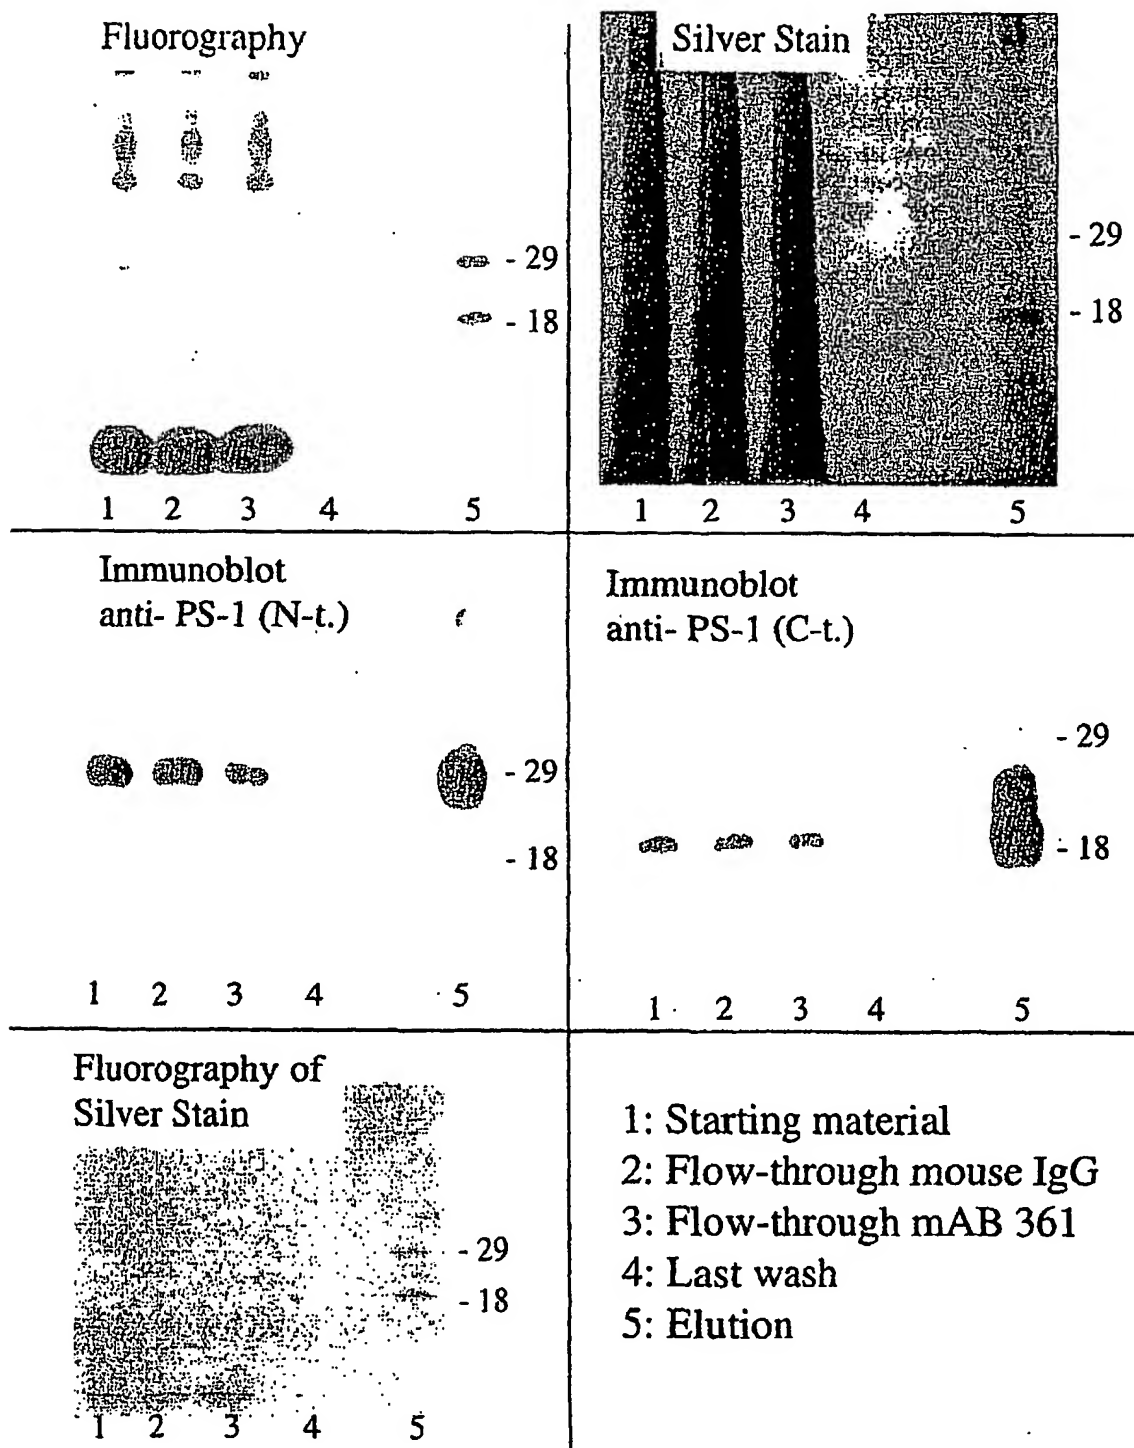 Fluorography
- 29
- 18
1 2 3 4 5
Silver Stain
- 29
- 18
1 2 3 4 5
Immunoblot
anti- PS-1 (N-t.)
- 29
- 18
1 2 3 4 5
Immunoblot
anti- PS-1 (C-t.)
- 29
- 18
1 2 3 4 5
Fluorography of
Silver Stain
- 29
- 18
1 2 3 4 5
1: Starting material
2: Flow-through mouse IgG
3: Flow-through mAB 361
4: Last wash
5: Elution